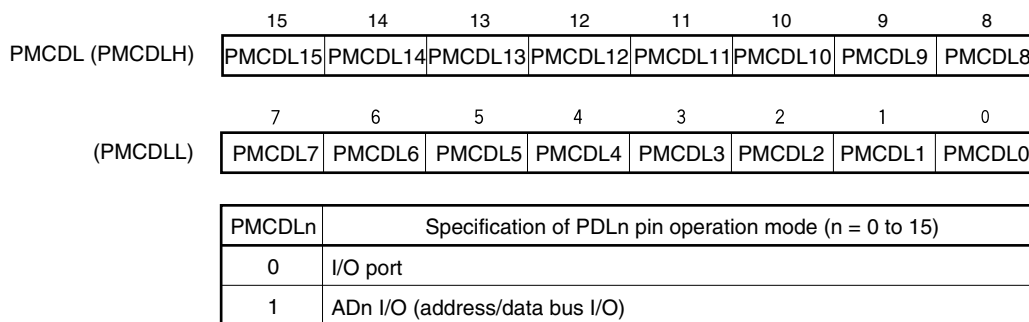 15 14 13 12 11 10 9 8
PMCDL (PMCDLH) PMCDL15 PMCDL14 PMCDL13 PMCDL12 PMCDL11 PMCDL10 PMCDL9 PMCDL8
7 6 5 4 3 2 1 0
(PMCDLL) PMCDL7 PMCDL6 PMCDL5 PMCDL4 PMCDL3 PMCDL2 PMCDL1 PMCDL0
PMCDLn Specification of PDLn pin operation mode (n = 0 to 15)
0 I/O port
1 ADn I/O (address/data bus I/O)